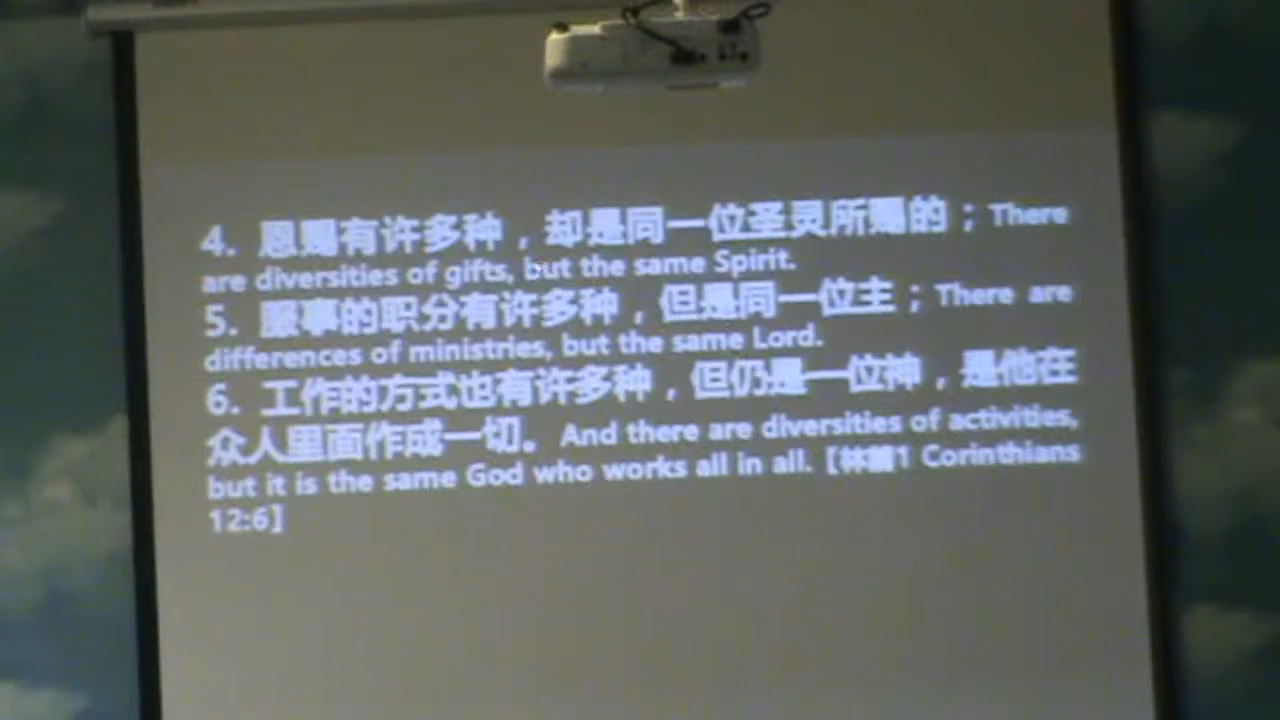 4. 恩赐有许多种，却是同一位圣灵所赐的；There
are diversities of gifts, but the same Spirit.
5. 服事的职分有许多种，但是同一位主；There are
differences of ministries, but the same Lord.
6. 工作的方式也有许多种，但仍是一位神，是他在
众人里面作成一切。And there are diversities of activities,
but it is the same God who works all in all.【林前1 Corinthians
12:6】